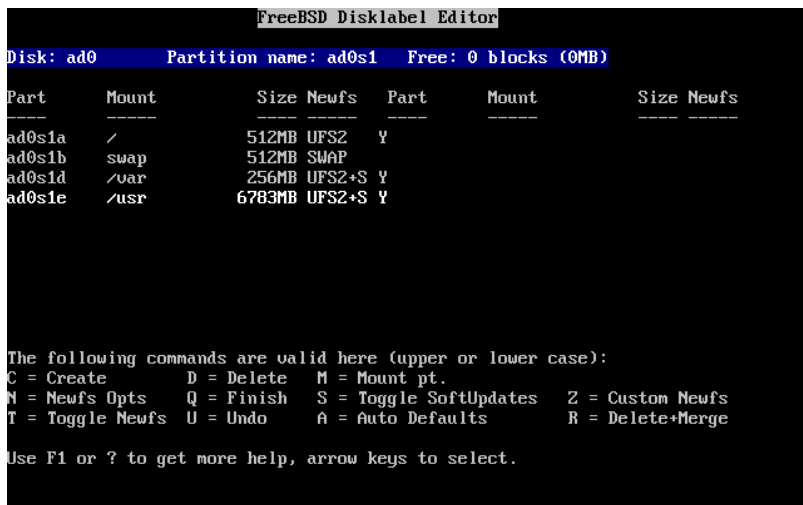 FreeBSD Disklabel Editor
Disk: ad0 Partition name: ad0s1 Free: 0 blocks (0MB)
Part Mount Size Newfs Part Mount Size Newfs
---- ----- ---- ----- ---- ----- ---- -----
ad0s1a / 512MB UFS2 Y
ad0s1b swap 512MB SWAP
ad0s1d /var 256MB UFS2+S Y
ad0s1e /usr 6783MB UFS2+S Y
The following commands are valid here (upper or lower case):
C = Create D = Delete M = Mount pt.
N = Newfs Opts Q = Finish S = Toggle SoftUpdates Z = Custom Newfs
T = Toggle Newfs U = Undo A = Auto Defaults R = Delete+Merge
Use F1 or ? to get more help, arrow keys to select.